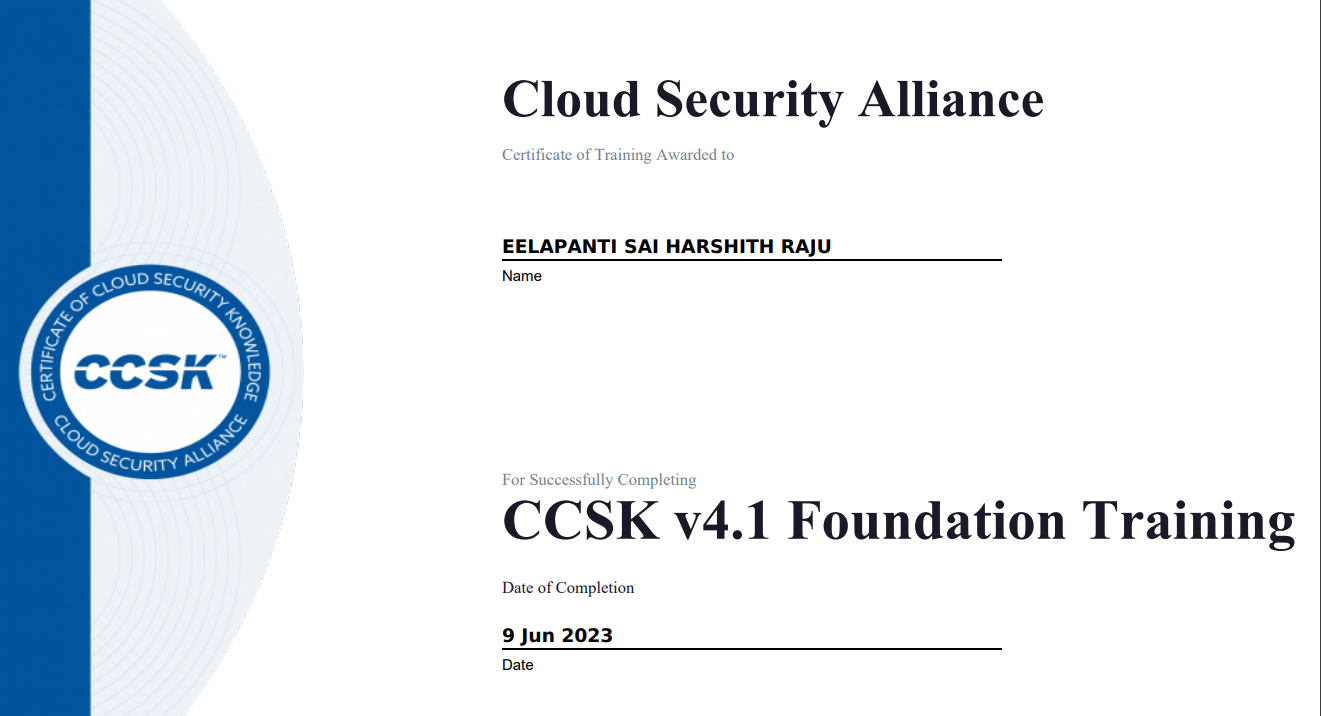 Cloud Security Alliance
Certificate of Training Awarded to
EELAPANTI SAI HARSHITH RAJU
Name
CERTIFICATE OF CLOUD SECURITY KNOWLEDGE
CCSK™
CLOUD SECURITY ALLIANCE
For Successfully Completing
CCSK v4.1 Foundation Training
Date of Completion
9 Jun 2023
Date